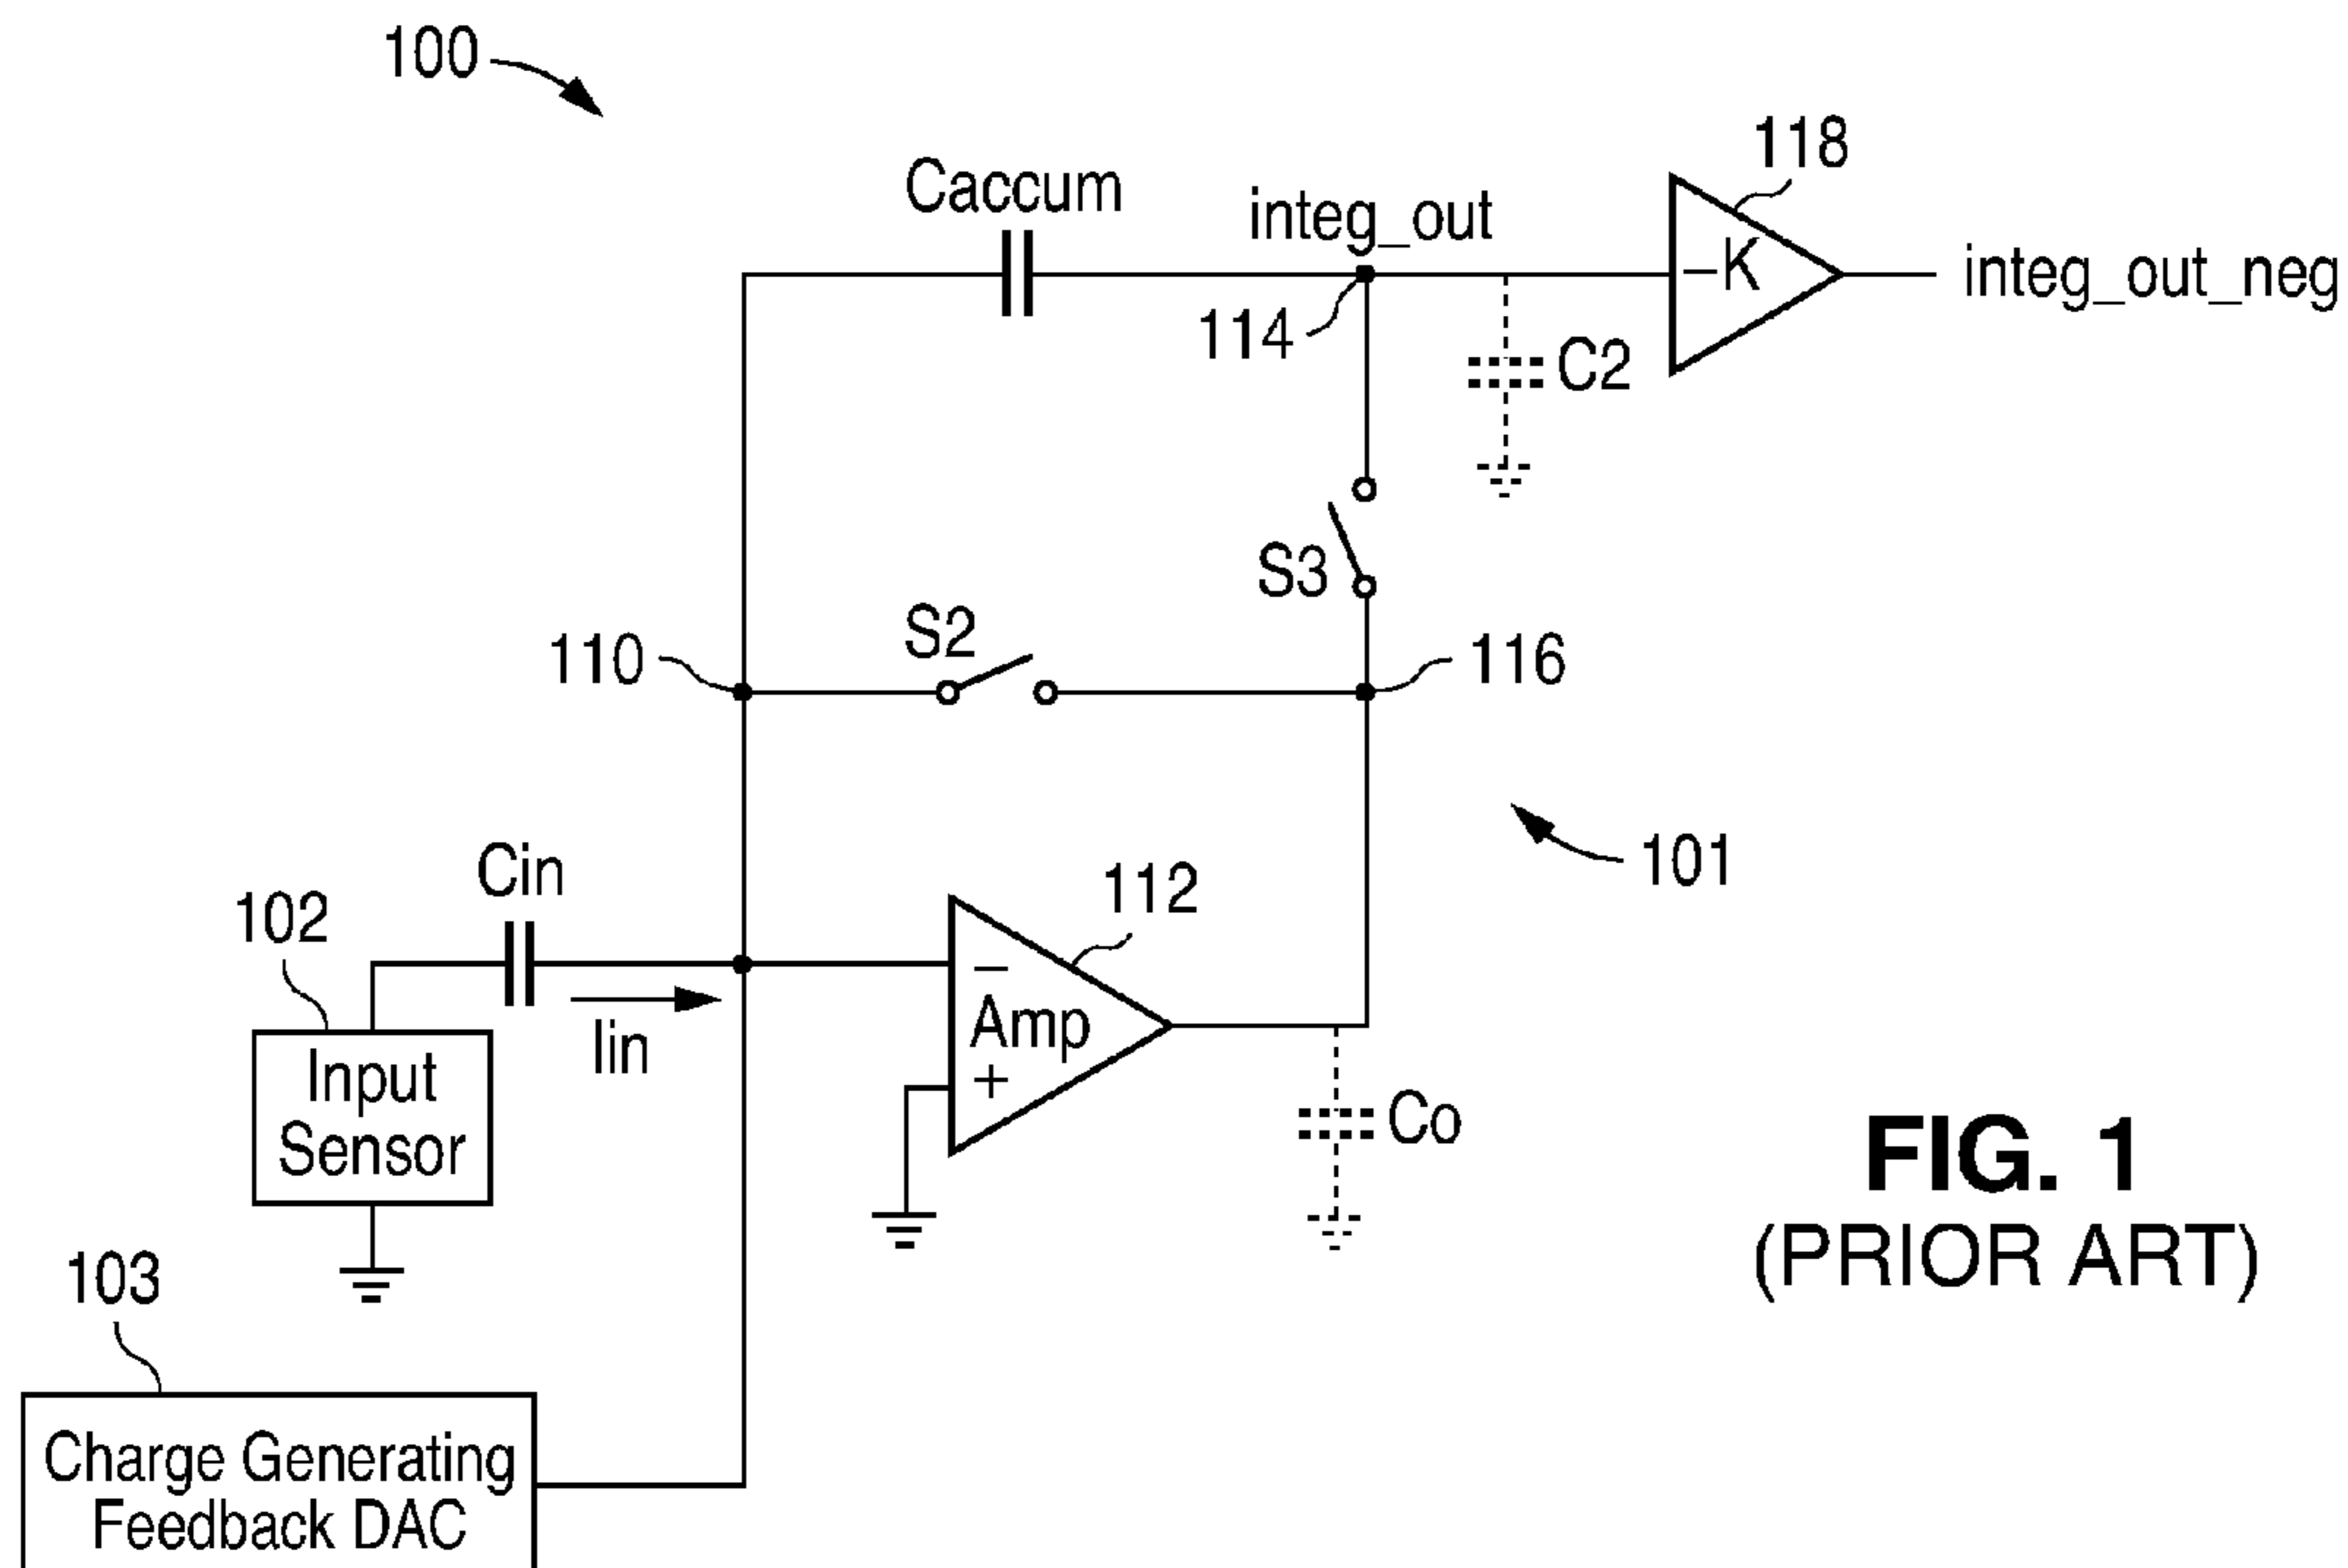 100
118
Caccum
integ_out
–K
integ_out_neg
114
C2
S3
S2
110
116
101
Cin
112
102
–
Amp
+
Iin
Input
Sensor
Co
FIG. 1
(PRIOR ART)
103
Charge Generating
Feedback DAC